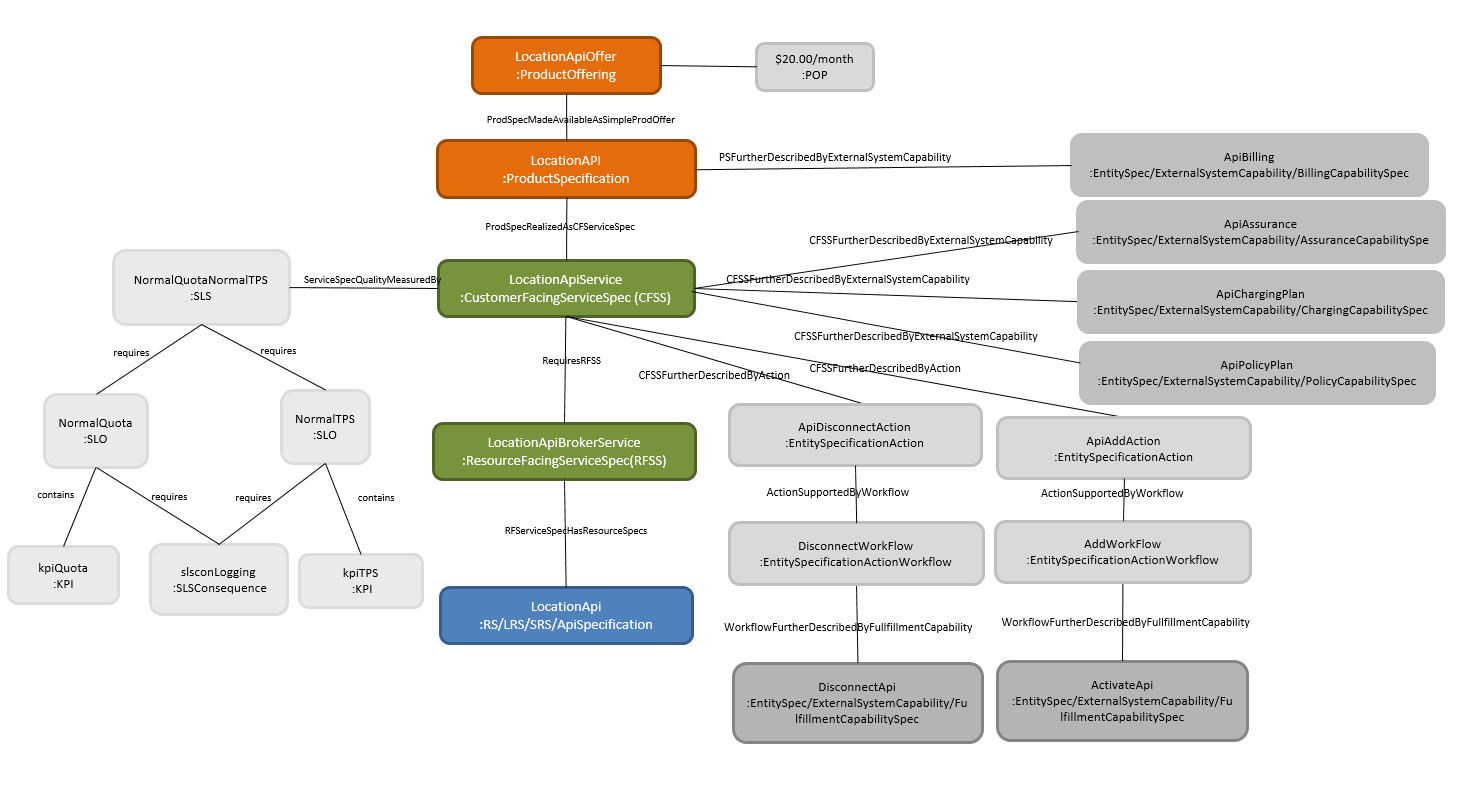 LocationApiOffer
:ProductOffering
$20.00/month
:POP
ProdSpecMadeAvailableAsSimpleProdOffer
LocationAPI
:ProductSpecification
PSFurtherDescribedByExternalSystemCapability
ApiBilling
:EntitySpec/ExternalSystemCapability/BillingCapabilitySpec
ProdSpecRealizedAsCFServiceSpec
CFSSFurtherDescribedByExternalSystemCapability
ApiAssurance
:EntitySpec/ExternalSystemCapability/AssuranceCapabilitySpe
NormalQuotaNormalTPS
:SLS
ServiceSpecQualityMeasuredBy
LocationApiService
:CustomerFacingServiceSpec (CFSS)
CFSSFurtherDescribedByExternalSystemCapability
ApiChargingPlan
:EntitySpec/ExternalSystemCapability/ChargingCapabilitySpec
CFSSFurtherDescribedByExternalSystemCapability
ApiPolicyPlan
:EntitySpec/ExternalSystemCapability/PolicyCapabilitySpec
requires
requires
RequiresRFSS
CFSSFurtherDescribedByAction
CFSSFurtherDescribedByAction
NormalQuota
:SLO
NormalTPS
:SLO
LocationApiBrokerService
:ResourceFacingServiceSpec(RFSS)
ApiDisconnectAction
:EntitySpecificationAction
ApiAddAction
:EntitySpecificationAction
contains
requires
requires
contains
ActionSupportedByWorkflow
ActionSupportedByWorkflow
RFServiceSpecHasResourceSpecs
DisconnectWorkFlow
:EntitySpecificationActionWorkflow
AddWorkFlow
:EntitySpecificationActionWorkflow
kpiQuota
:KPI
slsconLogging
:SLSConsequence
kpiTPS
:KPI
LocationApi
:RS/LRS/SRS/ApiSpecification
WorkflowFurtherDescribedByFullfillmentCapability
WorkflowFurtherDescribedByFullfillmentCapability
DisconnectApi
:EntitySpec/ExternalSystemCapability/Fu
lfillmentCapabilitySpec
ActivateApi
:EntitySpec/ExternalSystemCapability/Fu
lfillmentCapabilitySpec